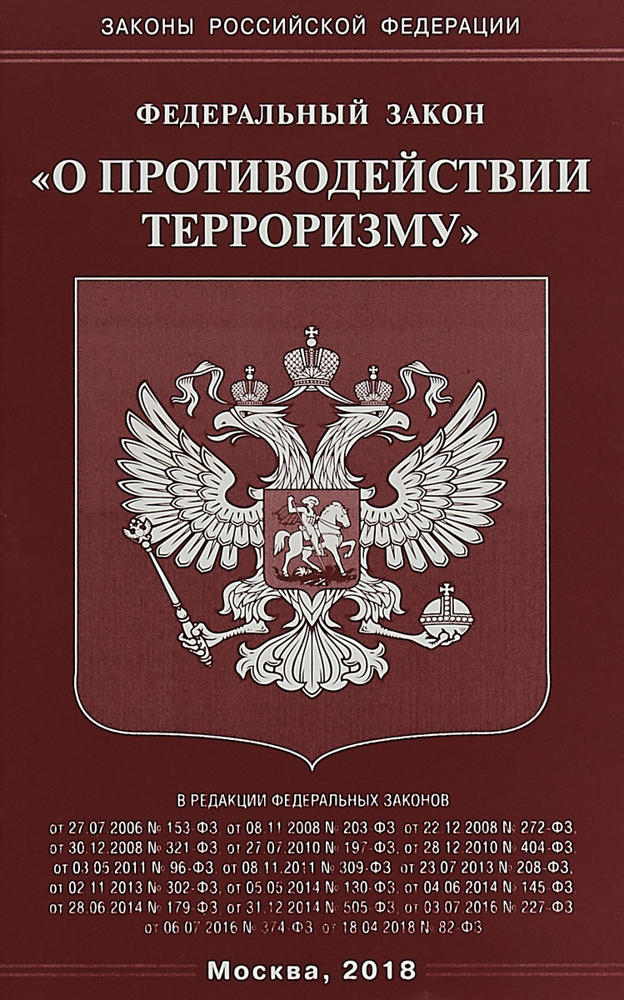 ЗАКОНЫ РОССИЙСКОЙ ФЕДЕРАЦИИ
ФЕДЕРАЛЬНЫЙ ЗАКОН
«О ПРОТИВОДЕЙСТВИИ
ТЕРРОРИЗМУ»
В РЕДАКЦИИ ФЕДЕРАЛЬНЫХ ЗАКОНОВ
от 27.07.2006 № 153-ФЗ, от 08.11.2008 № 203-ФЗ, от 22.12.2008 № 272-ФЗ,
от 30.12.2008 № 321-ФЗ, от 27.07.2010 № 197-ФЗ, от 28.12.2010 № 404-ФЗ,
от 03.05.2011 № 96-ФЗ, от 08.11.2011 № 309-ФЗ, от 23.07.2013 № 208-ФЗ,
от 02.11.2013 № 302-ФЗ, от 05.05.2014 № 130-ФЗ, от 04.06.2014 № 145-ФЗ,
от 28.06.2014 № 179-ФЗ, от 31.12.2014 № 505-ФЗ, от 03.07.2016 № 227-ФЗ,
от 06.07.2016 № 374-ФЗ, от 18.04.2018 № 82-ФЗ
Москва, 2018